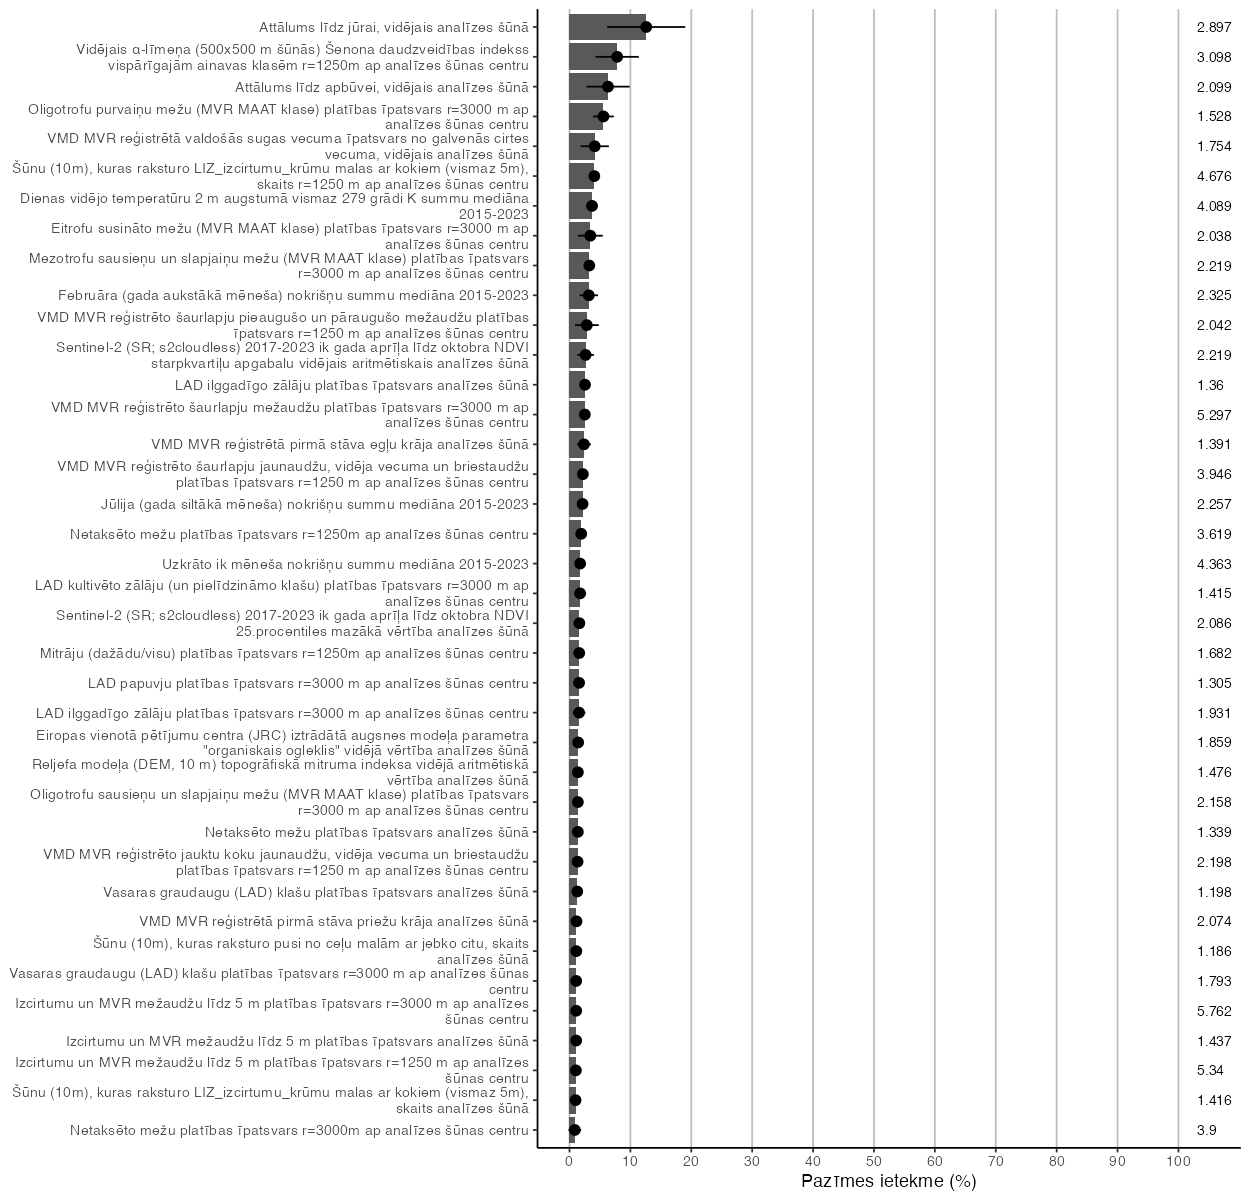 Attālums līdz jūrai, vidējais analīzes šūnā
2.897
Vidējais α-līmeņa (500x500 m šūnās) Šenona daudzveidības indekss
vispārīgajām ainavas klasēm r=1250m ap analīzes šūnas centru
3.098
Attālums līdz apbūvei, vidējais analīzes šūnā
2.099
Oligotrofu purvaiņu mežu (MVR MAAT klase) platības īpatsvars r=3000 m ap
analīzes šūnas centru
1.528
VMD MVR reģistrētā valdošās sugas vecuma īpatsvars no galvenās cirtes
vecuma, vidējais analīzes šūnā
1.754
Šūnu (10m), kuras raksturo LIZ_izcirtumu_krūmu malas ar kokiem (vismaz 5m),
skaits r=1250 m ap analīzes šūnas centru
4.676
Dienas vidējo temperatūru 2 m augstumā vismaz 279 grādi K summu mediāna
2015-2023
4.089
Eitrofu susināto mežu (MVR MAAT klase) platības īpatsvars r=3000 m ap
analīzes šūnas centru
2.038
Mezotrofu sausieņu un slapjaiņu mežu (MVR MAAT klase) platības īpatsvars
r=3000 m ap analīzes šūnas centru
2.219
Februāra (gada aukstākā mēneša) nokrišņu summu mediāna 2015-2023
2.325
VMD MVR reģistrēto šaurlapju pieaugušo un pāraugušo mežaudžu platības
īpatsvars r=1250 m ap analīzes šūnas centru
2.042
Sentinel-2 (SR; s2cloudless) 2017-2023 ik gada aprīļa līdz oktobra NDVI
starpkvartiļu apgabalu vidējais aritmētiskais analīzes šūnā
2.219
LAD ilggadīgo zālāju platības īpatsvars analīzes šūnā
1.36
VMD MVR reģistrēto šaurlapju mežaudžu platības īpatsvars r=3000 m ap
analīzes šūnas centru
5.297
VMD MVR reģistrētā pirmā stāva egļu krāja analīzes šūnā
1.391
VMD MVR reģistrēto šaurlapju jaunaudžu, vidēja vecuma un briestaudžu
platības īpatsvars r=1250 m ap analīzes šūnas centru
3.946
Jūlija (gada siltākā mēneša) nokrišņu summu mediāna 2015-2023
2.257
Netaksēto mežu platības īpatsvars r=1250m ap analīzes šūnas centru
3.619
Uzkrāto ik mēneša nokrišņu summu mediāna 2015-2023
4.363
LAD kultivēto zālāju (un pielīdzināmo klašu) platības īpatsvars r=3000 m ap
analīzes šūnas centru
1.415
Sentinel-2 (SR; s2cloudless) 2017-2023 ik gada aprīļa līdz oktobra NDVI
25.procentiles mazākā vērtība analīzes šūnā
2.086
Mitrāju (dažādu/visu) platības īpatsvars r=1250m ap analīzes šūnas centru
1.682
LAD papuvju platības īpatsvars r=3000 m ap analīzes šūnas centru
1.305
LAD ilggadīgo zālāju platības īpatsvars r=3000 m ap analīzes šūnas centru
1.931
Eiropas vienotā pētījumu centra (JRC) iztrādātā augsnes modeļa parametra
"organiskais ogleklis" vidējā vērtība analīzes šūnā
1.859
Reljefa modeļa (DEM, 10 m) topogrāfiskā mitruma indeksa vidējā aritmētiskā
vērtība analīzes šūnā
1.476
Oligotrofu sausieņu un slapjaiņu mežu (MVR MAAT klase) platības īpatsvars
r=3000 m ap analīzes šūnas centru
2.158
Netaksēto mežu platības īpatsvars analīzes šūnā
1.339
VMD MVR reģistrēto jauktu koku jaunaudžu, vidēja vecuma un briestaudžu
platības īpatsvars r=1250 m ap analīzes šūnas centru
2.198
Vasaras graudaugu (LAD) klašu platības īpatsvars analīzes šūnā
1.198
VMD MVR reģistrētā pirmā stāva priežu krāja analīzes šūnā
2.074
Šūnu (10m), kuras raksturo pusi no ceļu malām ar jebko citu, skaits
analīzes šūnā
1.186
Vasaras graudaugu (LAD) klašu platības īpatsvars r=3000 m ap analīzes šūnas
centru
1.793
Izcirtumu un MVR mežaudžu līdz 5 m platības īpatsvars r=3000 m ap analīzes
šūnas centru
5.762
Izcirtumu un MVR mežaudžu līdz 5 m platības īpatsvars analīzes šūnā
1.437
Izcirtumu un MVR mežaudžu līdz 5 m platības īpatsvars r=1250 m ap analīzes
šūnas centru
5.34
Šūnu (10m), kuras raksturo LIZ_izcirtumu_krūmu malas ar kokiem (vismaz 5m),
skaits analīzes šūnā
1.416
Netaksēto mežu platības īpatsvars r=3000m ap analīzes šūnas centru
3.9
0 10 20 30 40 50 60 70 80 90 100
Pazīmes ietekme (%)